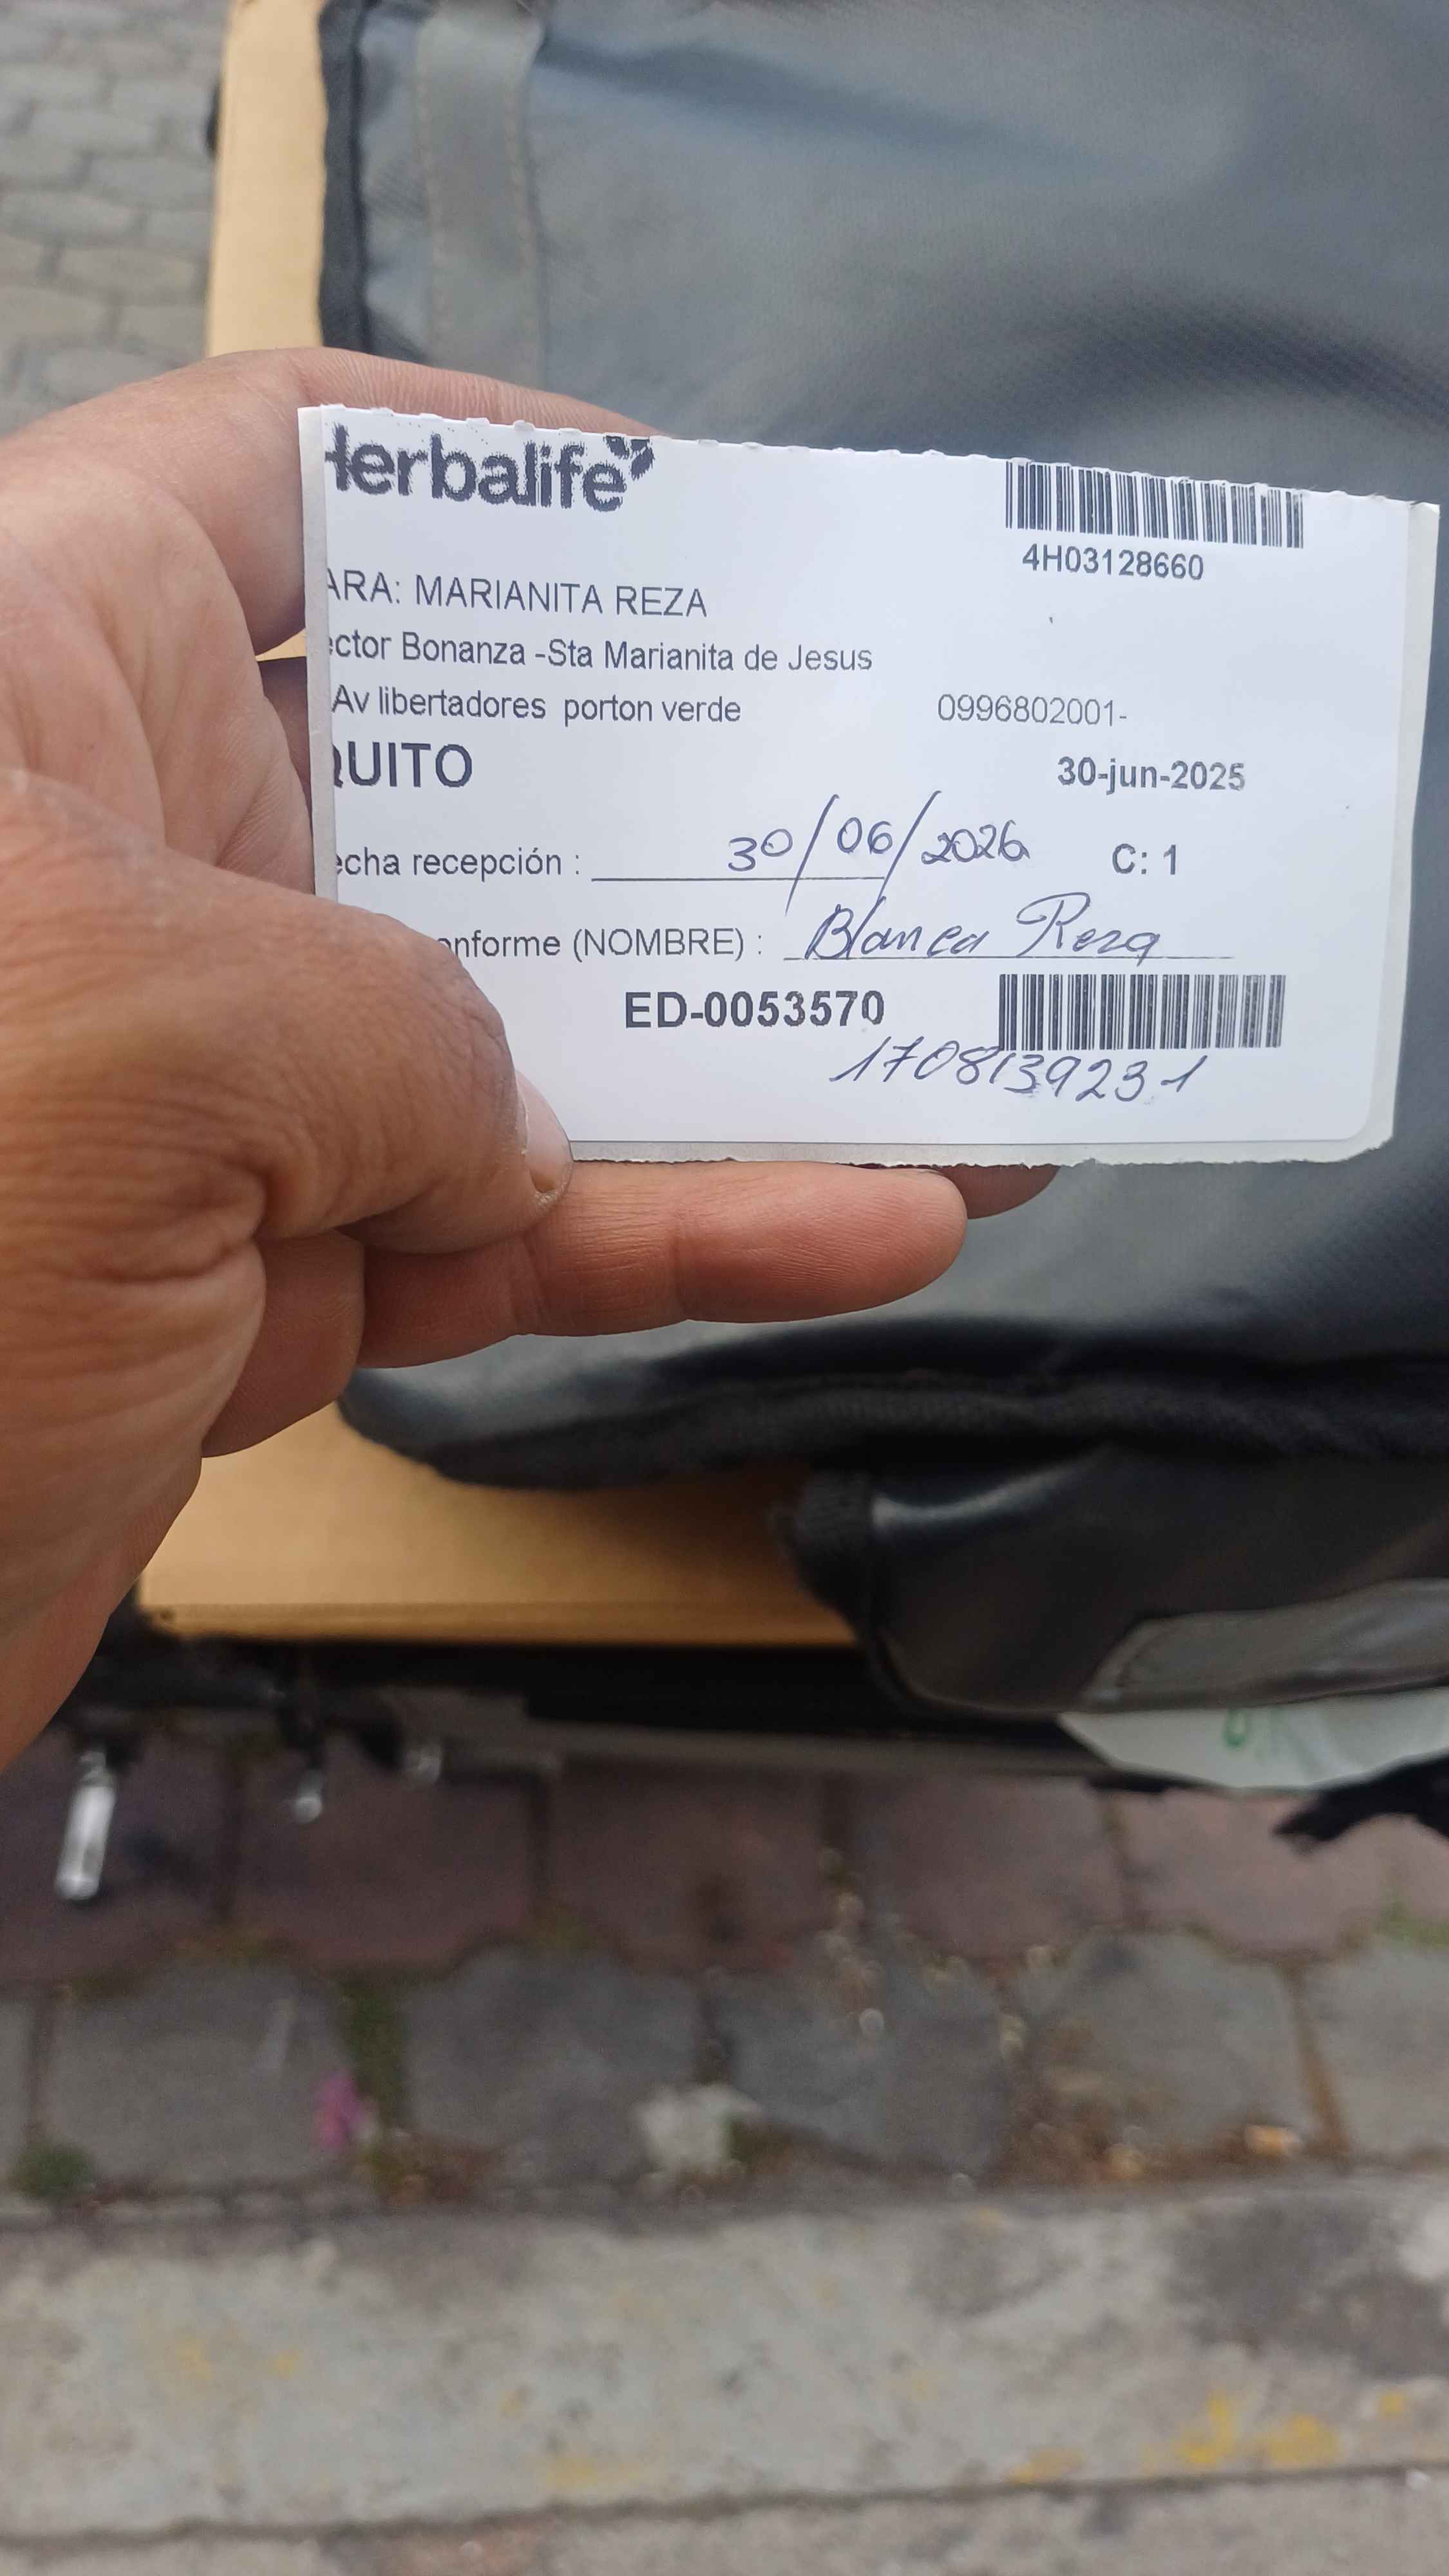 Herbalife
4H03128660
ARA: MARIANITA REZA
ector Bonanza -Sta Marianita de Jesus
Av libertadores porton verde 0996802001-
QUITO 30-jun-2025
echa recepción : 30/06/2026 C: 1
onforme (NOMBRE) : Blanca Reza
ED-0053570
1708139231